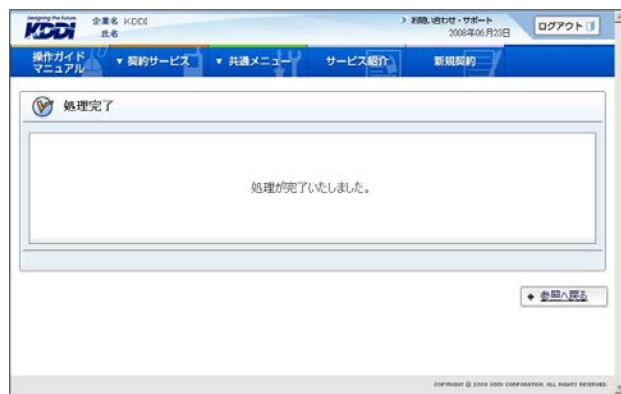 Designing The Future
KDDI
企業名 KDDI
氏名
お問い合わせ・サポート
2008年06月23日
ログアウト
操作ガイド
マニュアル
▼ 契約サービス
▼ 共通メニュー
サービス紹介
新規契約
処理完了
処理が完了いたしました。
参照へ戻る
COPYRIGHT © 2008 KDDI CORPORATION. ALL RIGHTS RESERVED.